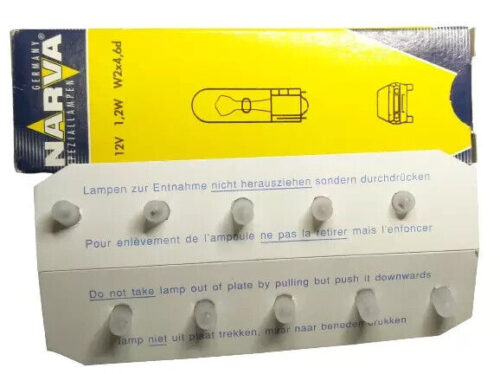 GERMANY
NARVA
SPEZIALLAMPEN
12V 1,2W W2x4,6d
Lampen zur Entnahme nicht herausziehen sondern durchdrücken
Pour enlèvement de l'ampoule ne pas la retirer mais l'enfoncer
Do not take lamp out of plate by pulling but push it downwards
lamp niet uit plaat trekken, maar naar beneden drukken